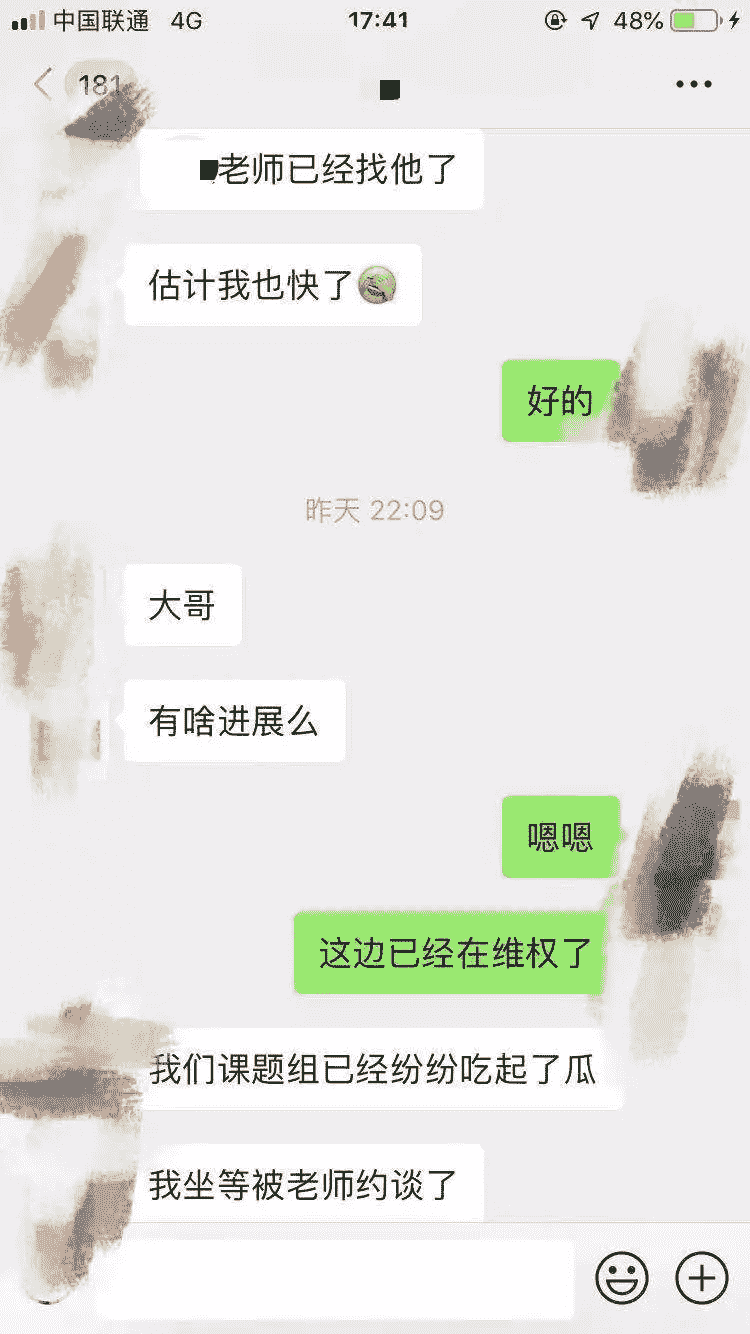 中国联通 4G 17:41 48%
181
老师已经找他了
估计我也快了
好的
昨天 22:09
大哥
有啥进展么
嗯嗯
这边已经在维权了
我们课题组已经纷纷吃起了瓜
我坐等被老师约谈了